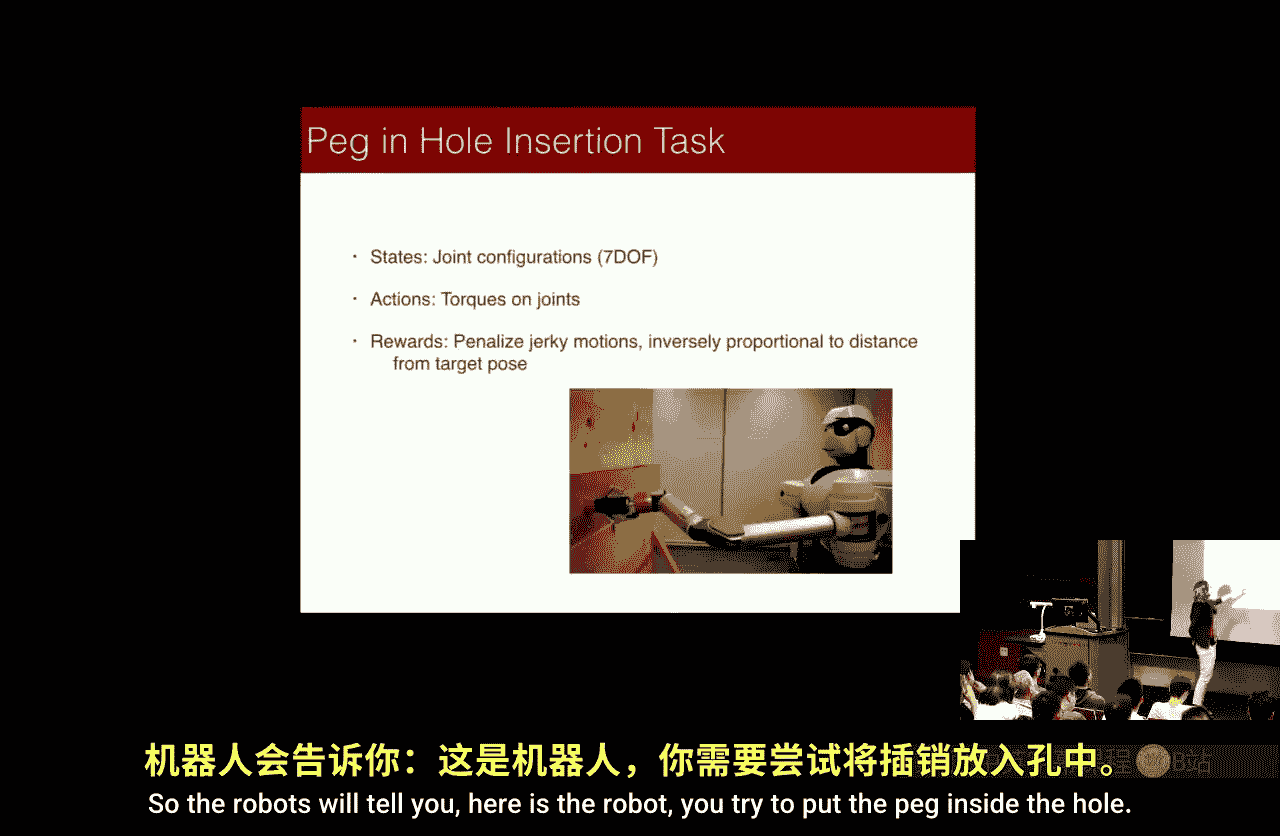 Peg in Hole Insertion Task
· States: Joint configurations (7DOF)
· Actions: Torques on joints
· Rewards: Penalize jerky motions, inversely proportional to distance
from target pose
机器人会告诉你：这是机器人，你需要尝试将插销放入孔中。
So the robots will tell you, here is the robot, you try to put the peg inside the hole.